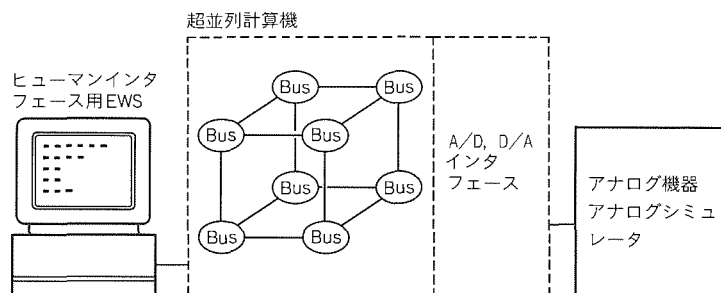 超並列計算機
ヒューマンインタ
フェース用EWS
Bus
Bus
Bus
Bus
Bus
Bus
Bus
Bus
A/D, D/A
インタ
フェース
アナログ機器
アナログシミュ
レータ